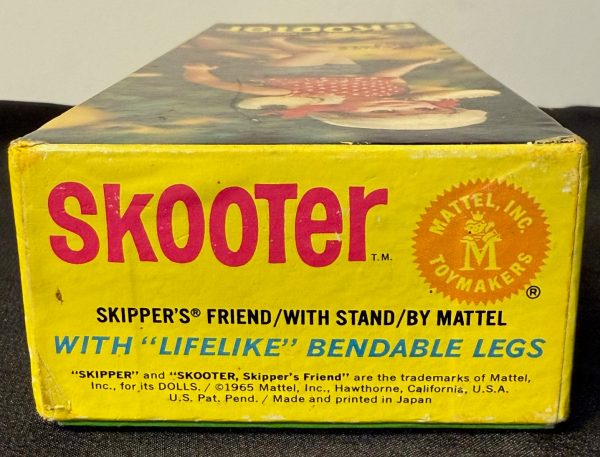 SKOOTER
SKOOTER T.M.
MATTEL, INC.
M
TOYMAKERS
®
SKIPPER'S® FRIEND/WITH STAND/BY MATTEL
WITH "LIFELIKE" BENDABLE LEGS
"SKIPPER" and "SKOOTER, Skipper's Friend" are the trademarks of Mattel,
Inc., for its DOLLS. / ©1965 Mattel, Inc., Hawthorne, California, U.S.A.
U.S. Pat. Pend. / Made and printed in Japan